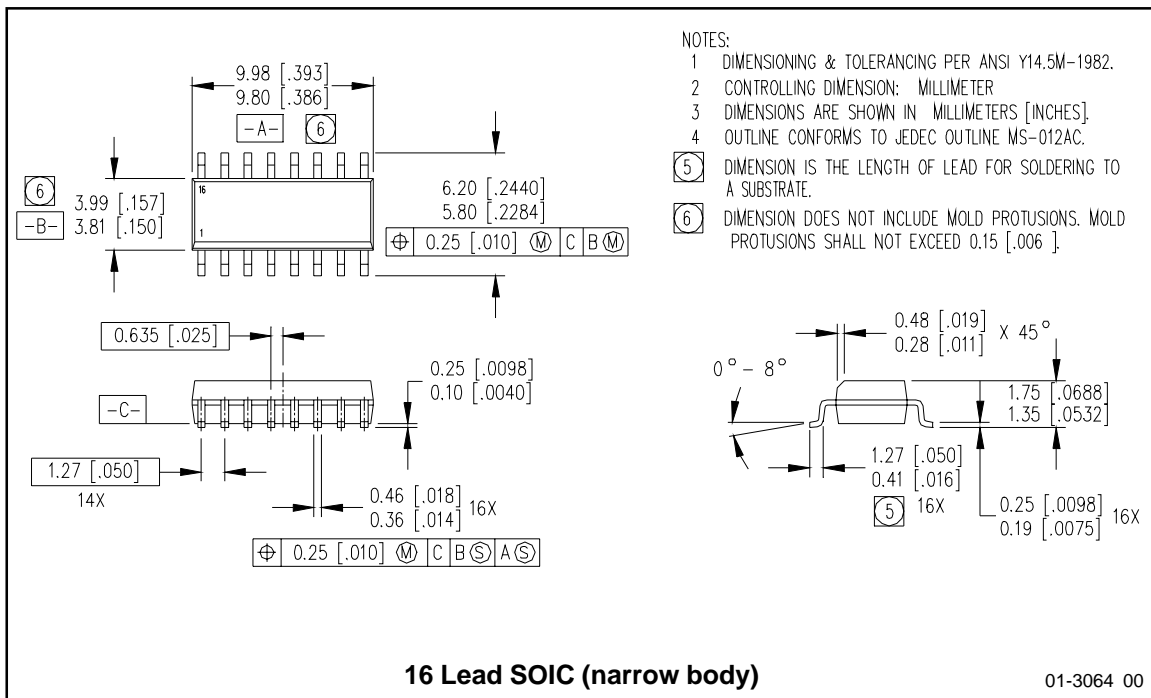 9.98 [.393]
9.80 [.386]
-A- 6
6
3.99 [.157]
-B- 3.81 [.150]
16
1
6.20 [.2440]
5.80 [.2284]
⌖ 0.25 [.010] Ⓜ C B Ⓜ
NOTES:
1 DIMENSIONING & TOLERANCING PER ANSI Y14.5M-1982.
2 CONTROLLING DIMENSION: MILLIMETER
3 DIMENSIONS ARE SHOWN IN MILLIMETERS [INCHES].
4 OUTLINE CONFORMS TO JEDEC OUTLINE MS-012AC.
5 DIMENSION IS THE LENGTH OF LEAD FOR SOLDERING TO
A SUBSTRATE.
6 DIMENSION DOES NOT INCLUDE MOLD PROTUSIONS. MOLD
PROTUSIONS SHALL NOT EXCEED 0.15 [.006 ].
0.635 [.025]
0.25 [.0098]
0.10 [.0040]
-C-
1.27 [.050]
14X
0.46 [.018]
0.36 [.014] 16X
⌖ 0.25 [.010] Ⓜ C B Ⓢ A Ⓢ
0.48 [.019]
0.28 [.011] X 45°
0° - 8°
1.75 [.0688]
1.35 [.0532]
1.27 [.050]
0.41 [.016]
5 16X
0.25 [.0098]
0.19 [.0075] 16X
16 Lead SOIC (narrow body)
01-3064 00